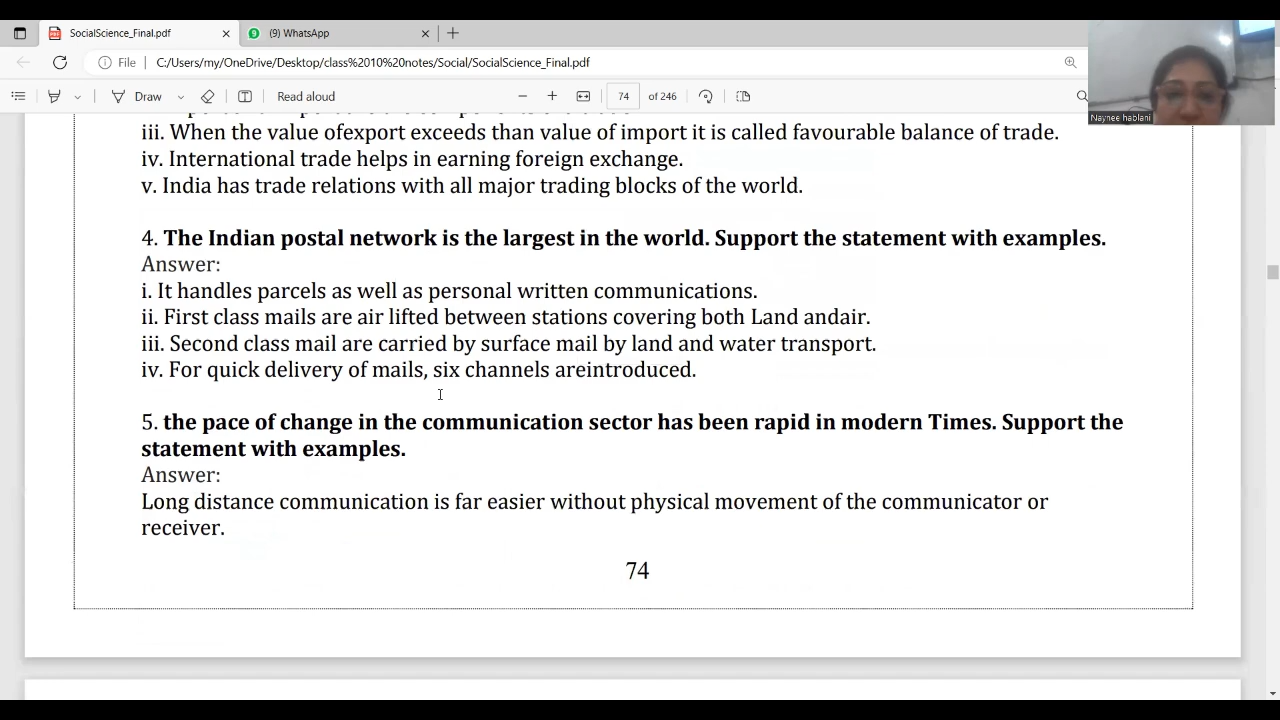 SocialScience_Final.pdf
(9) WhatsApp
File
C:/Users/my/OneDrive/Desktop/class%2010%20notes/Social/SocialScience_Final.pdf
Draw
Read aloud
74
of 246
Naynee hablani
iii. When the value ofexport exceeds than value of import it is called favourable balance of trade.
iv. International trade helps in earning foreign exchange.
v. India has trade relations with all major trading blocks of the world.
4. The Indian postal network is the largest in the world. Support the statement with examples.
Answer:
i. It handles parcels as well as personal written communications.
ii. First class mails are air lifted between stations covering both Land andair.
iii. Second class mail are carried by surface mail by land and water transport.
iv. For quick delivery of mails, six channels areintroduced.
5. the pace of change in the communication sector has been rapid in modern Times. Support the
statement with examples.
Answer:
Long distance communication is far easier without physical movement of the communicator or
receiver.
74